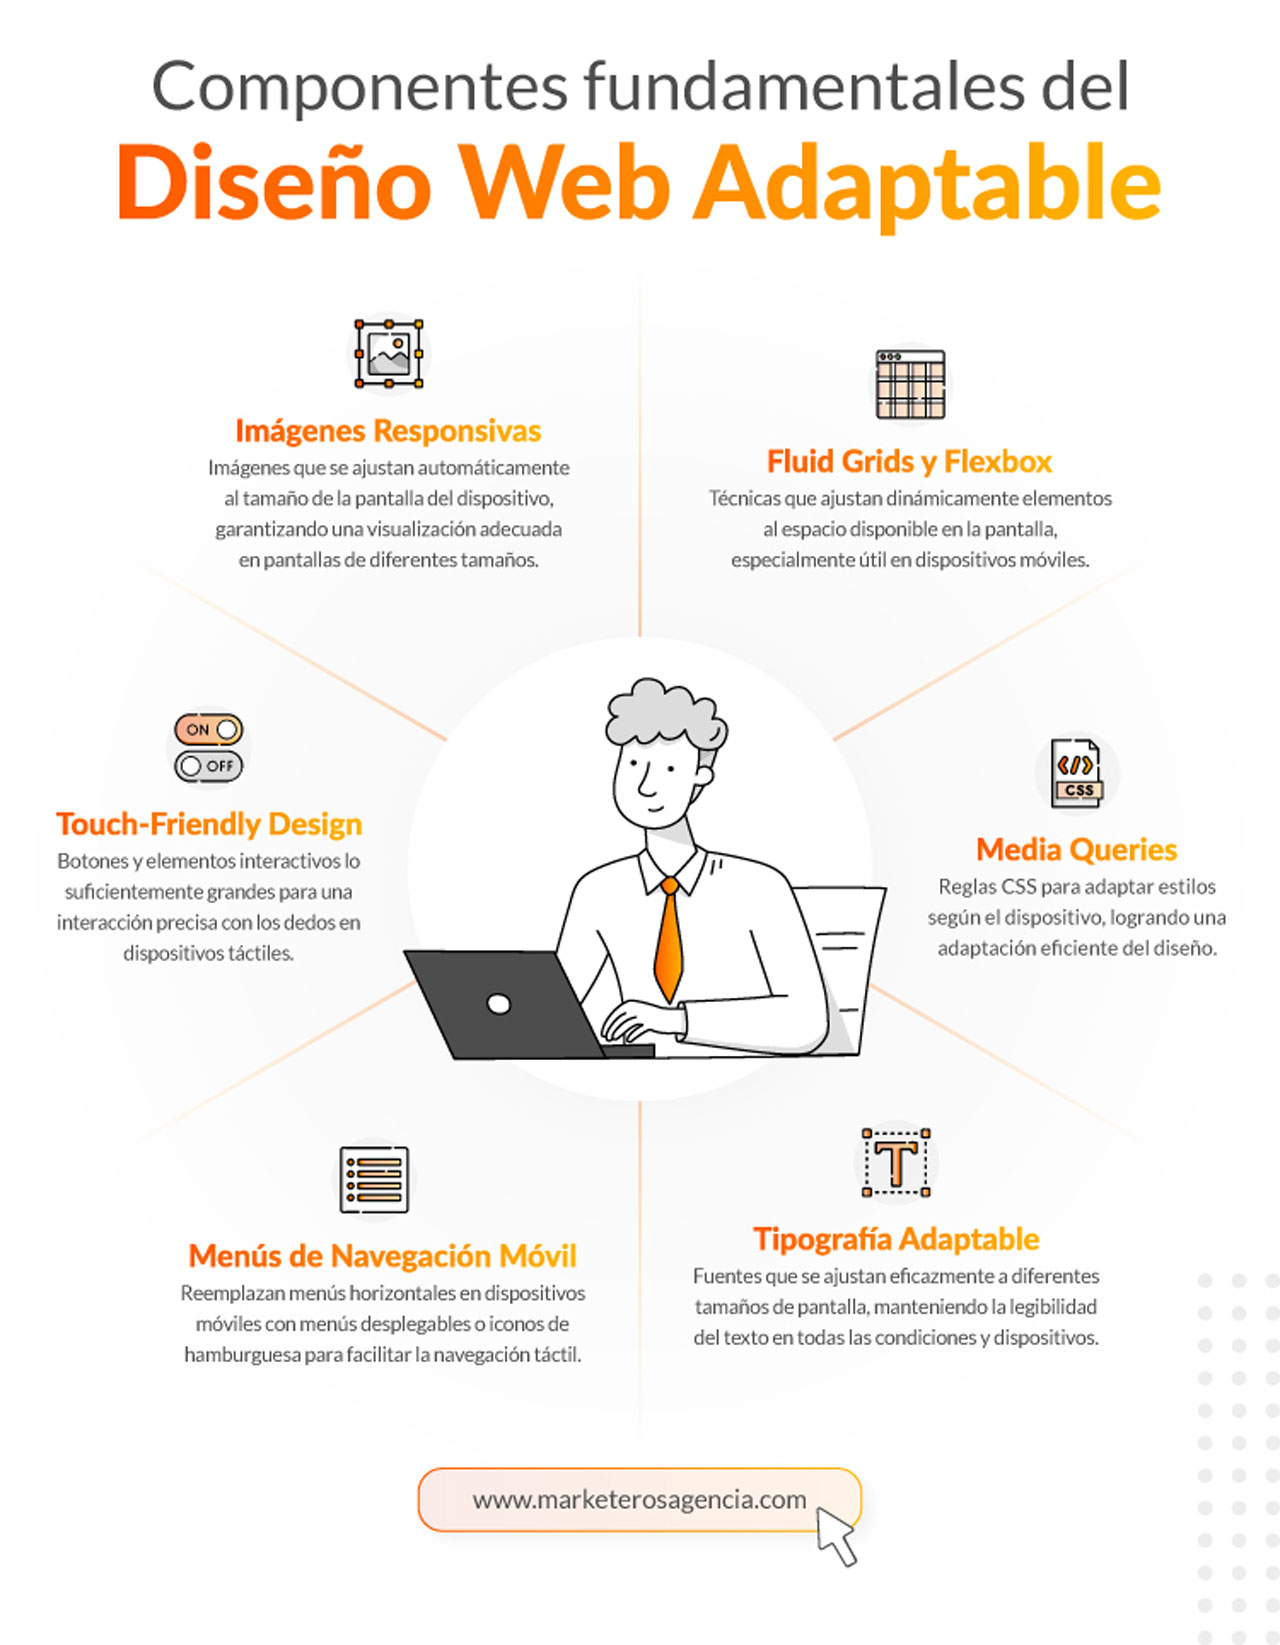 Componentes fundamentales del
Diseño Web Adaptable
Imágenes Responsivas
Imágenes que se ajustan automáticamente
al tamaño de la pantalla del dispositivo,
garantizando una visualización adecuada
en pantallas de diferentes tamaños.
Fluid Grids y Flexbox
Técnicas que ajustan dinámicamente elementos
al espacio disponible en la pantalla,
especialmente útil en dispositivos móviles.
ON
OFF
Touch-Friendly Design
Botones y elementos interactivos lo
suficientemente grandes para una
interacción precisa con los dedos en
dispositivos táctiles.
</>
CSS
Media Queries
Reglas CSS para adaptar estilos
según el dispositivo, logrando una
adaptación eficiente del diseño.
Menús de Navegación Móvil
Reemplazan menús horizontales en dispositivos
móviles con menús desplegables o iconos de
hamburguesa para facilitar la navegación táctil.
T
Tipografía Adaptable
Fuentes que se ajustan eficazmente a diferentes
tamaños de pantalla, manteniendo la legibilidad
del texto en todas las condiciones y dispositivos.
www.marketerosagencia.com